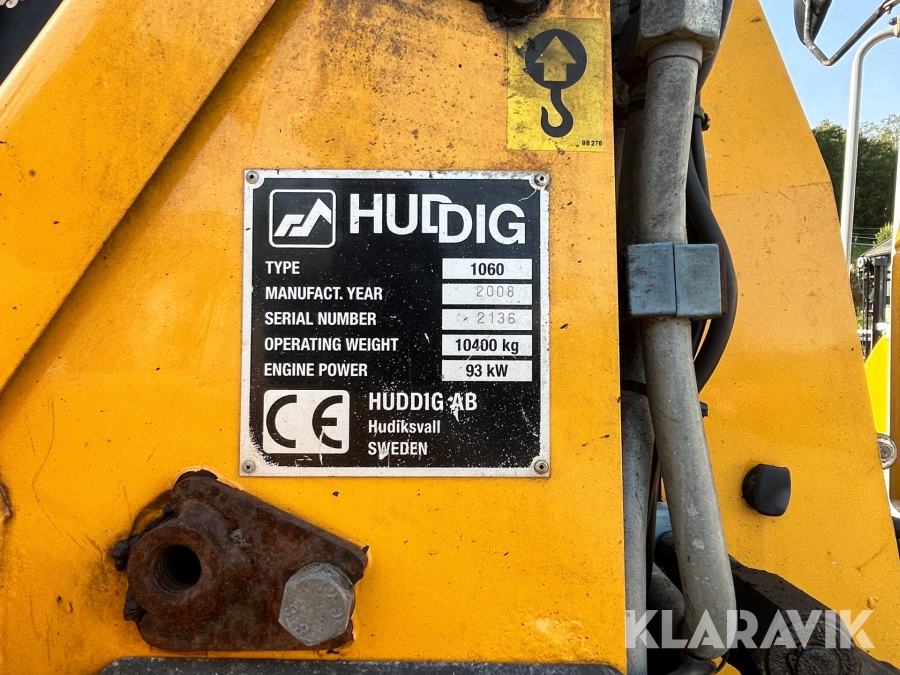 98276
HUDDIG
TYPE 1060
MANUFACT. YEAR 2008
SERIAL NUMBER 2136
OPERATING WEIGHT 10400 kg
ENGINE POWER 93 kW
CE HUDDIG AB
Hudiksvall
SWEDEN
KLARAVIK